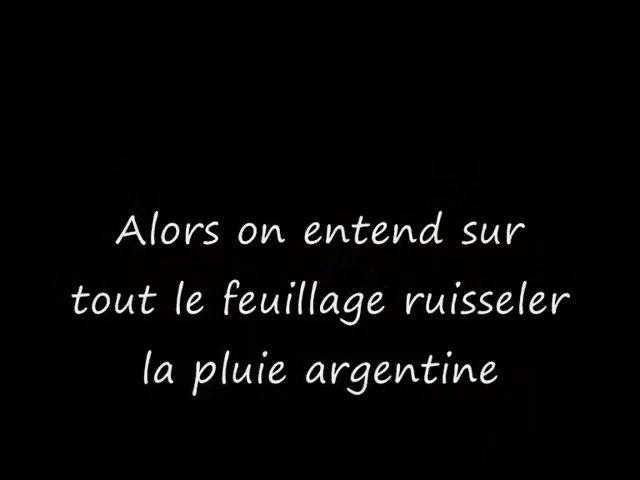 Alors on entend sur
tout le feuillage ruisseler
la pluie argentine